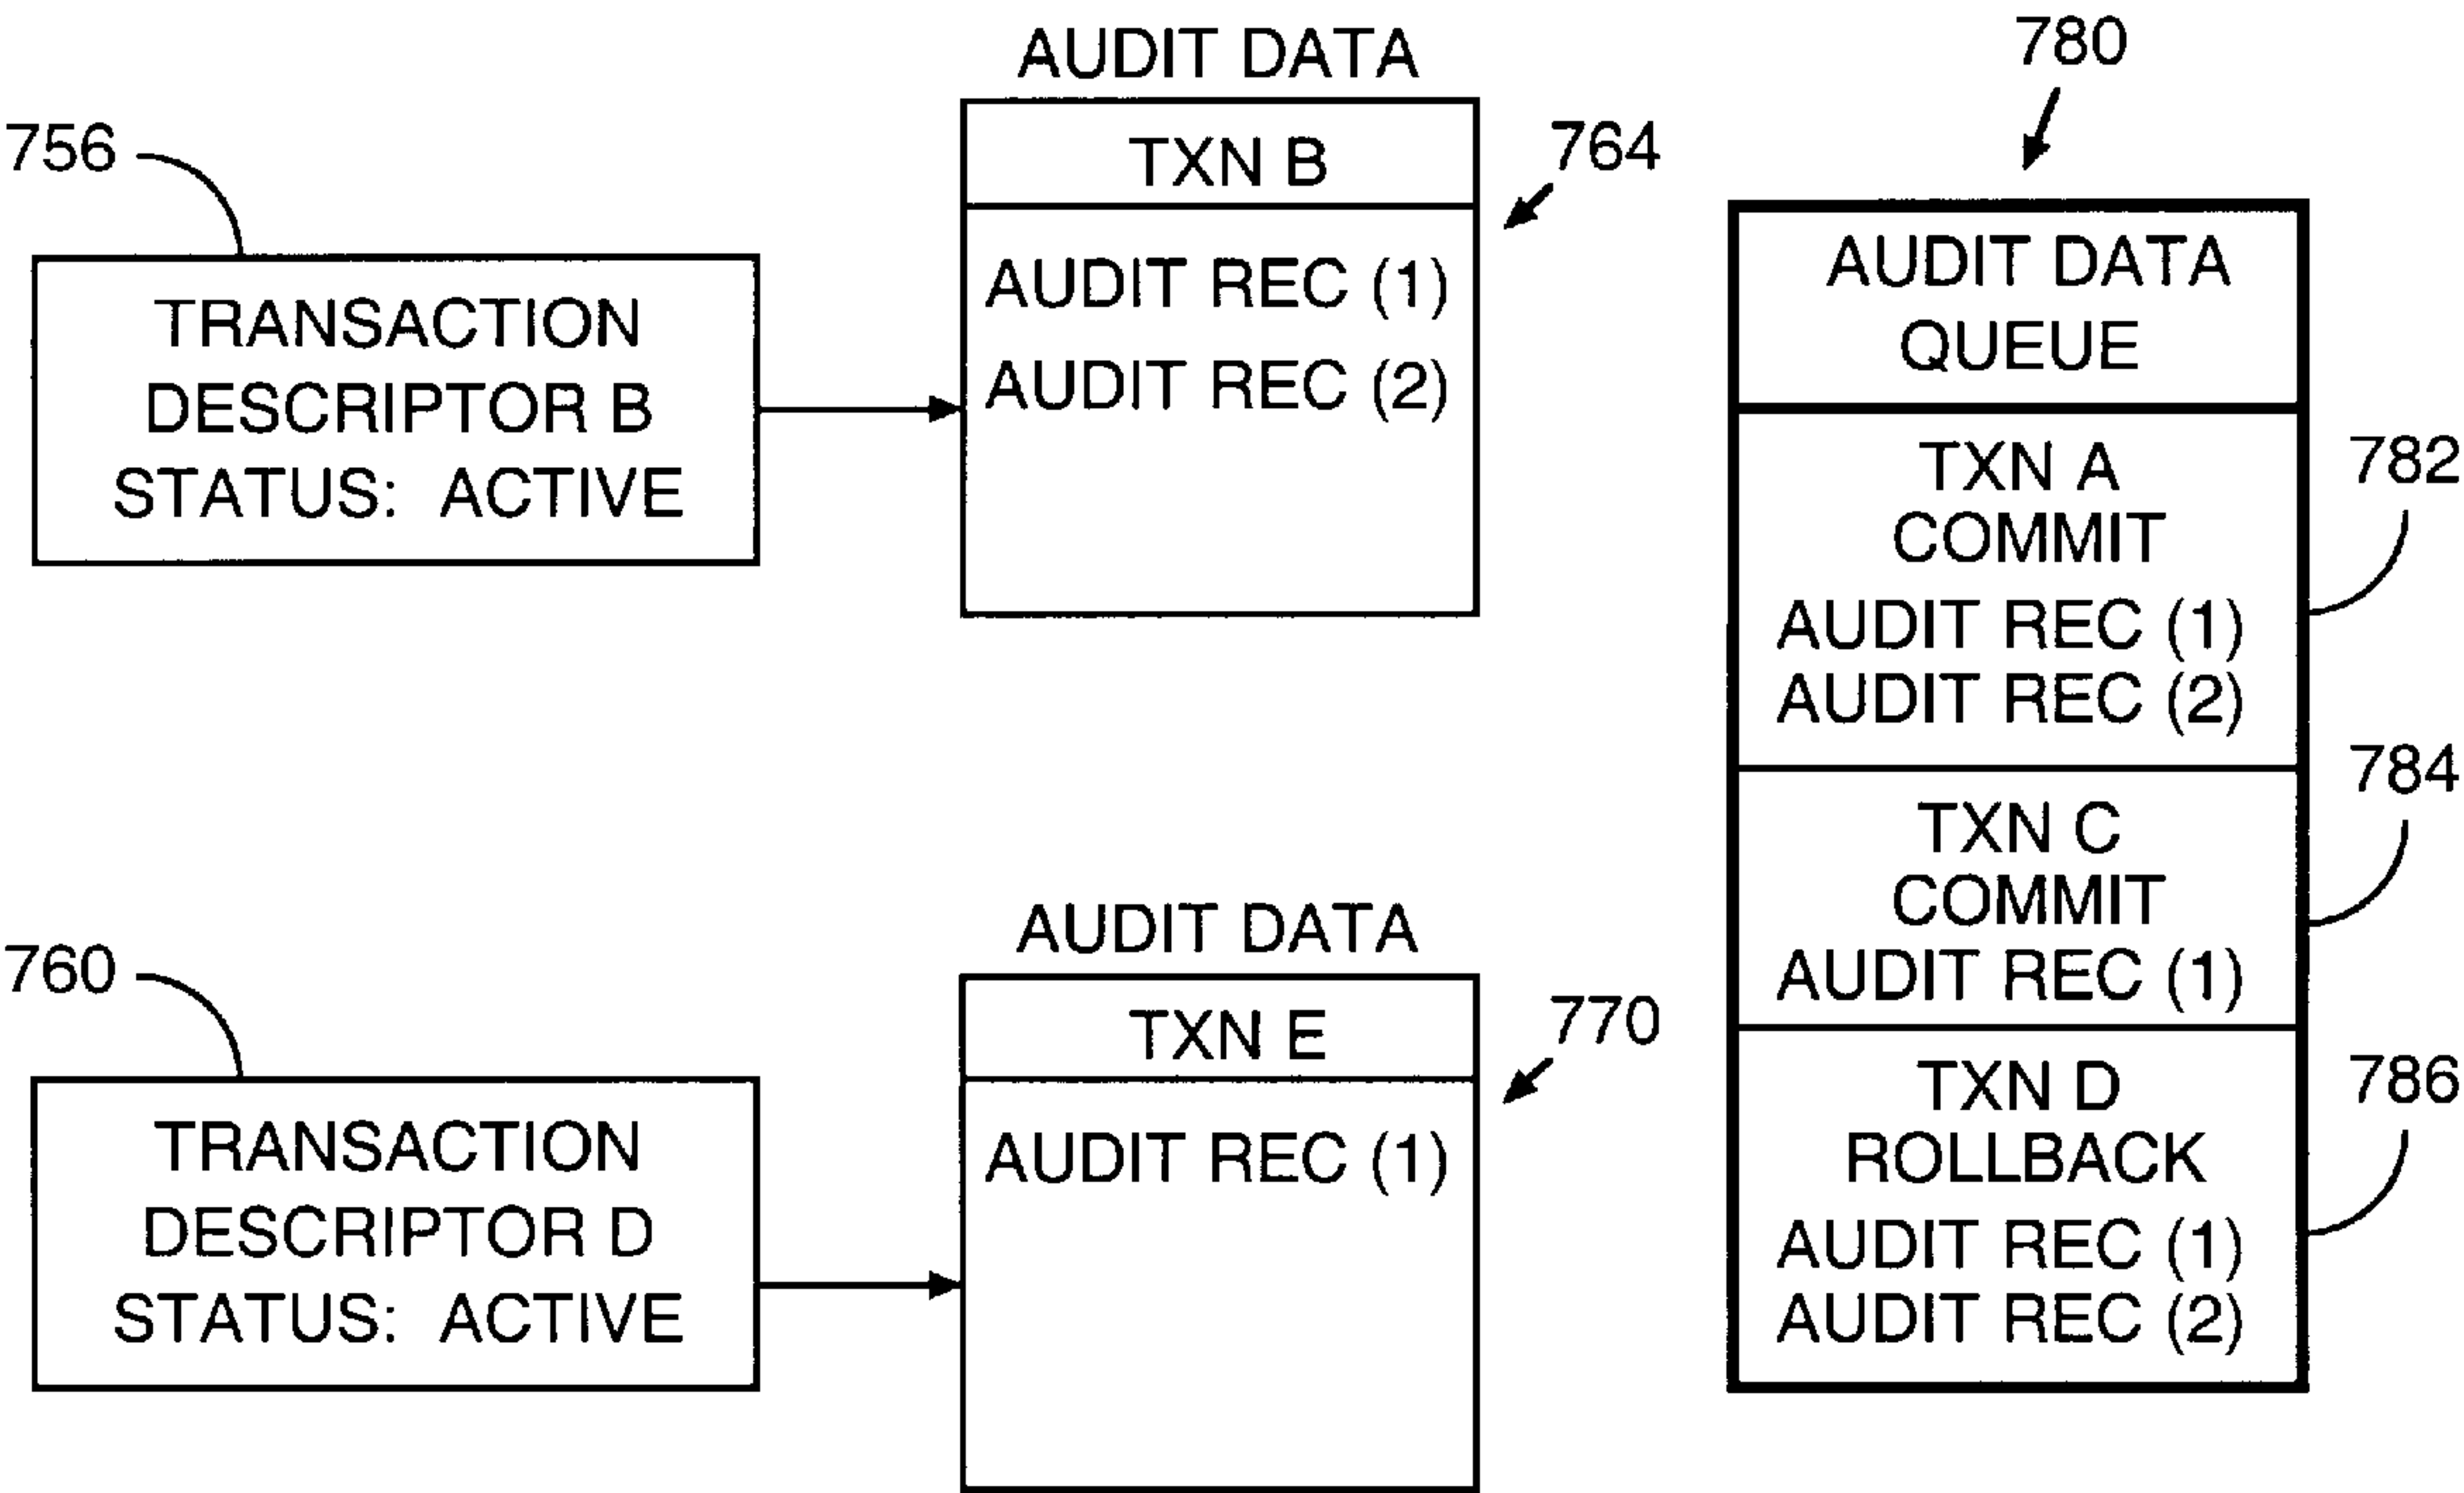 756
TRANSACTION
DESCRIPTOR B
STATUS: ACTIVE
AUDIT DATA
TXN B
AUDIT REC (1)
AUDIT REC (2)
764
760
TRANSACTION
DESCRIPTOR D
STATUS: ACTIVE
AUDIT DATA
TXN E
AUDIT REC (1)
770
780
AUDIT DATA
QUEUE
TXN A
COMMIT
AUDIT REC (1)
AUDIT REC (2)
782
TXN C
COMMIT
AUDIT REC (1)
784
TXN D
ROLLBACK
AUDIT REC (1)
AUDIT REC (2)
786